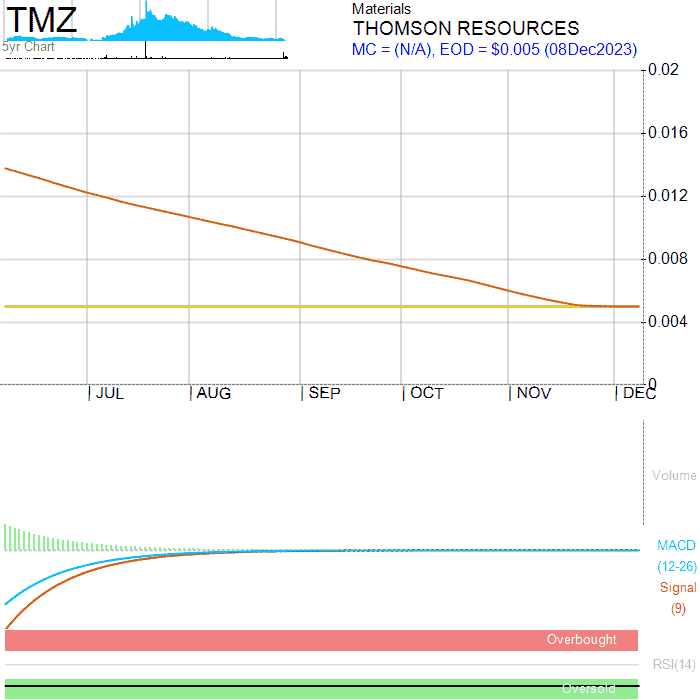 TMZ
5yr Chart
Materials
THOMSON RESOURCES
MC = (N/A), EOD = $0.005 (08Dec2023)
0.02
0.016
0.012
0.008
0.004
0
JUL AUG SEP OCT NOV DEC
Volume
MACD
(12-26)
Signal
(9)
Overbought
RSI(14)
Oversold